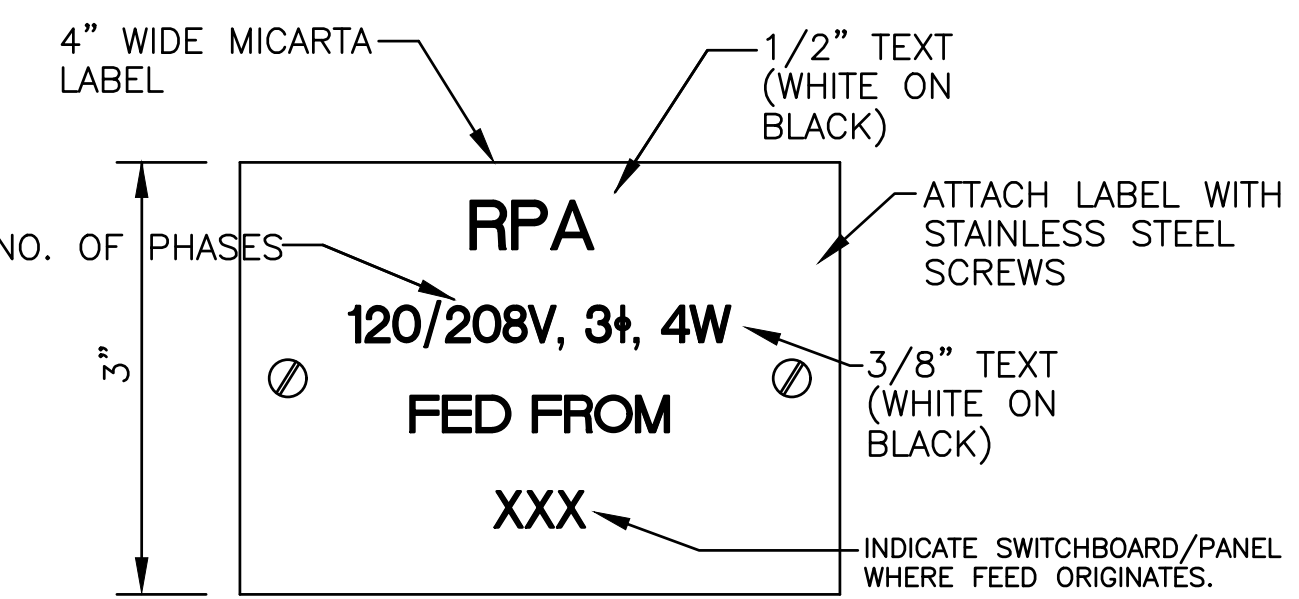 4” WIDE MICARTA
LABEL
1/2” TEXT
(WHITE ON
BLACK)
RPA
ATTACH LABEL WITH
STAINLESS STEEL
SCREWS
NO. OF PHASES
120/208V, 3ϕ, 4W
3”
3/8” TEXT
(WHITE ON
BLACK)
FED FROM
XXX
INDICATE SWITCHBOARD/PANEL
WHERE FEED ORIGINATES.